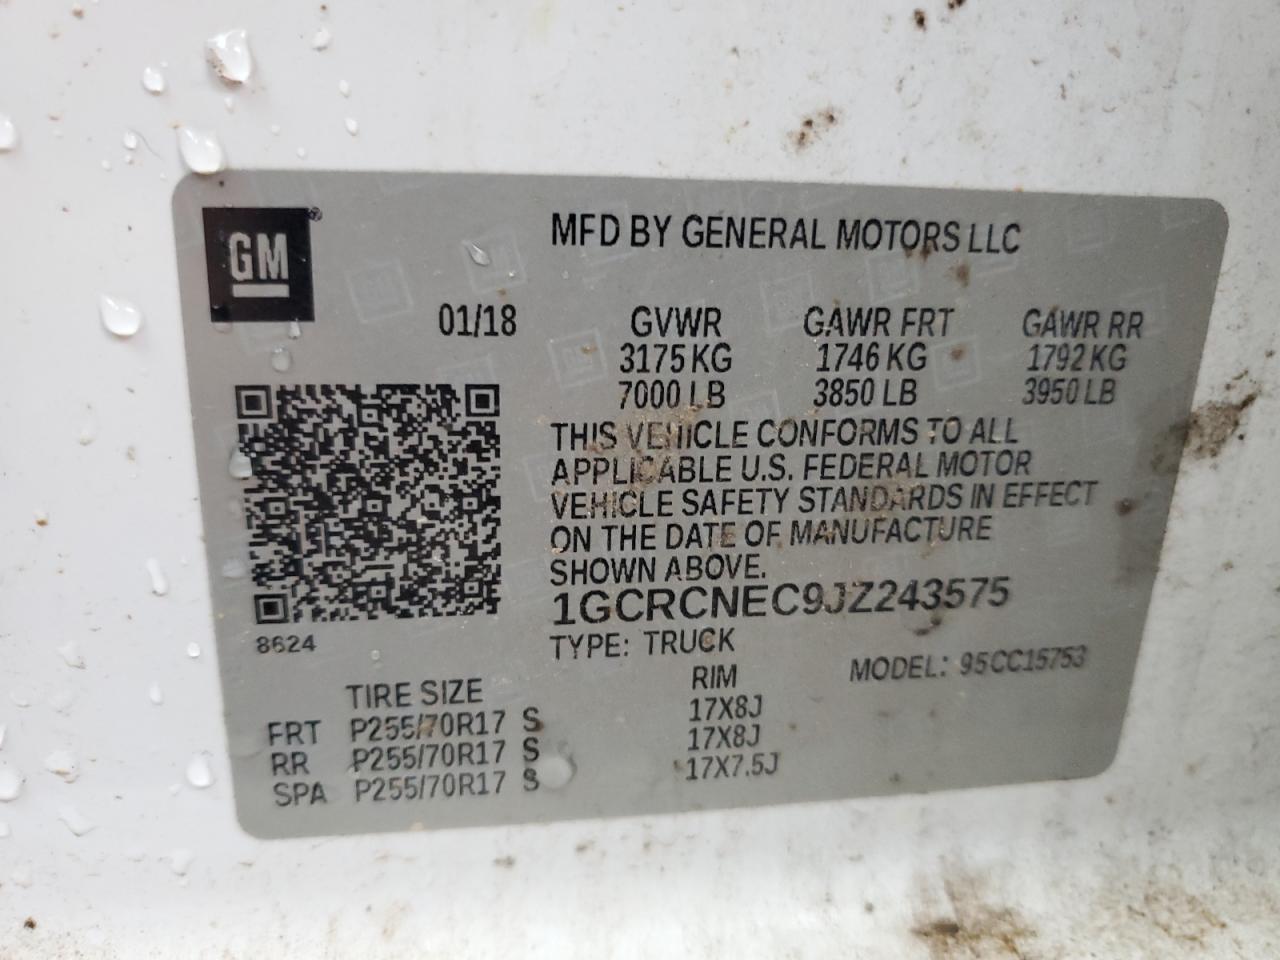 GM
MFD BY GENERAL MOTORS LLC
01/18 GVWR GAWR FRT GAWR RR
3175 KG 1746 KG 1792 KG
7000 LB 3850 LB 3950 LB
THIS VEHICLE CONFORMS TO ALL
APPLICABLE U.S. FEDERAL MOTOR
VEHICLE SAFETY STANDARDS IN EFFECT
ON THE DATE OF MANUFACTURE
SHOWN ABOVE.
1GCRCNEC9JZ243575
8624
TYPE: TRUCK MODEL: 95CC15753
TIRE SIZE RIM
FRT P255/70R17 S 17X8J
RR P255/70R17 S 17X8J
SPA P255/70R17 S 17X7.5J